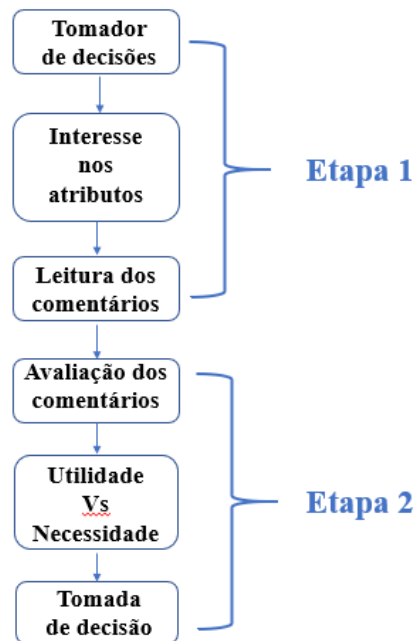 Tomador
de decisões
Interesse
nos
atributos
Etapa 1
Leitura dos
comentários
Avaliação dos
comentários
Utilidade
Vs
Necessidade
Etapa 2
Tomada
de decisão